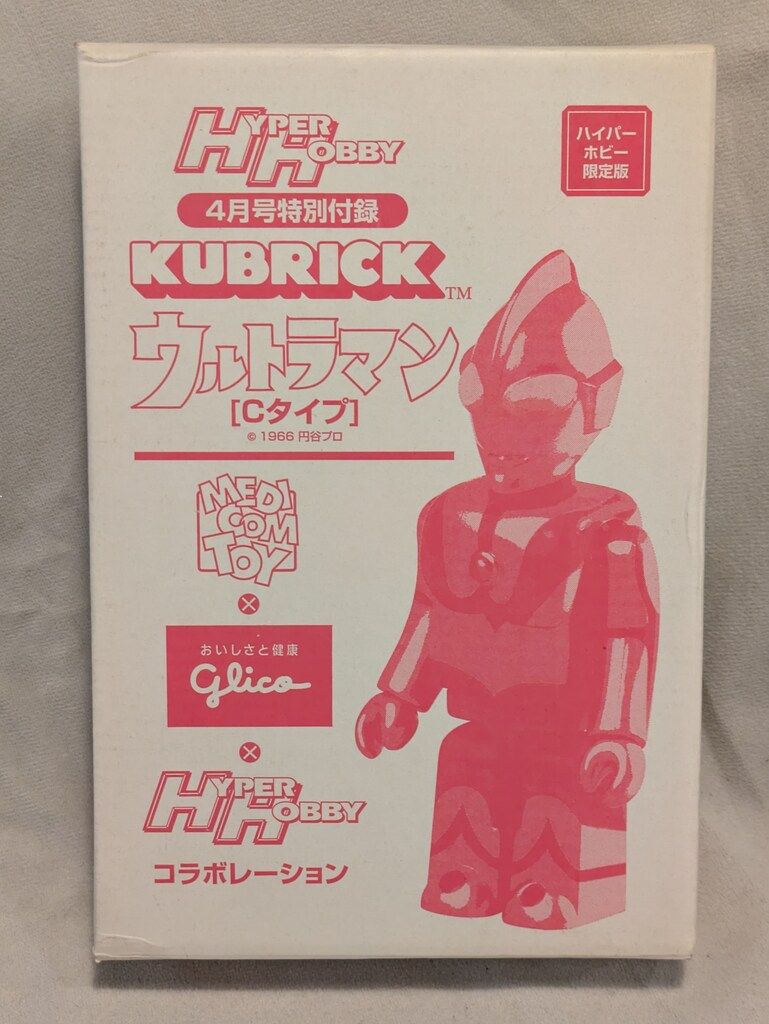 HYPER HOBBY
ハイパー
ホビー
限定版
4月号特別付録
KUBRICK™
ウルトラマン
[Cタイプ]
© 1966 円谷プロ
MEDI
COM
TOY
×
おいしさと健康
glico
×
HYPER HOBBY
コラボレーション